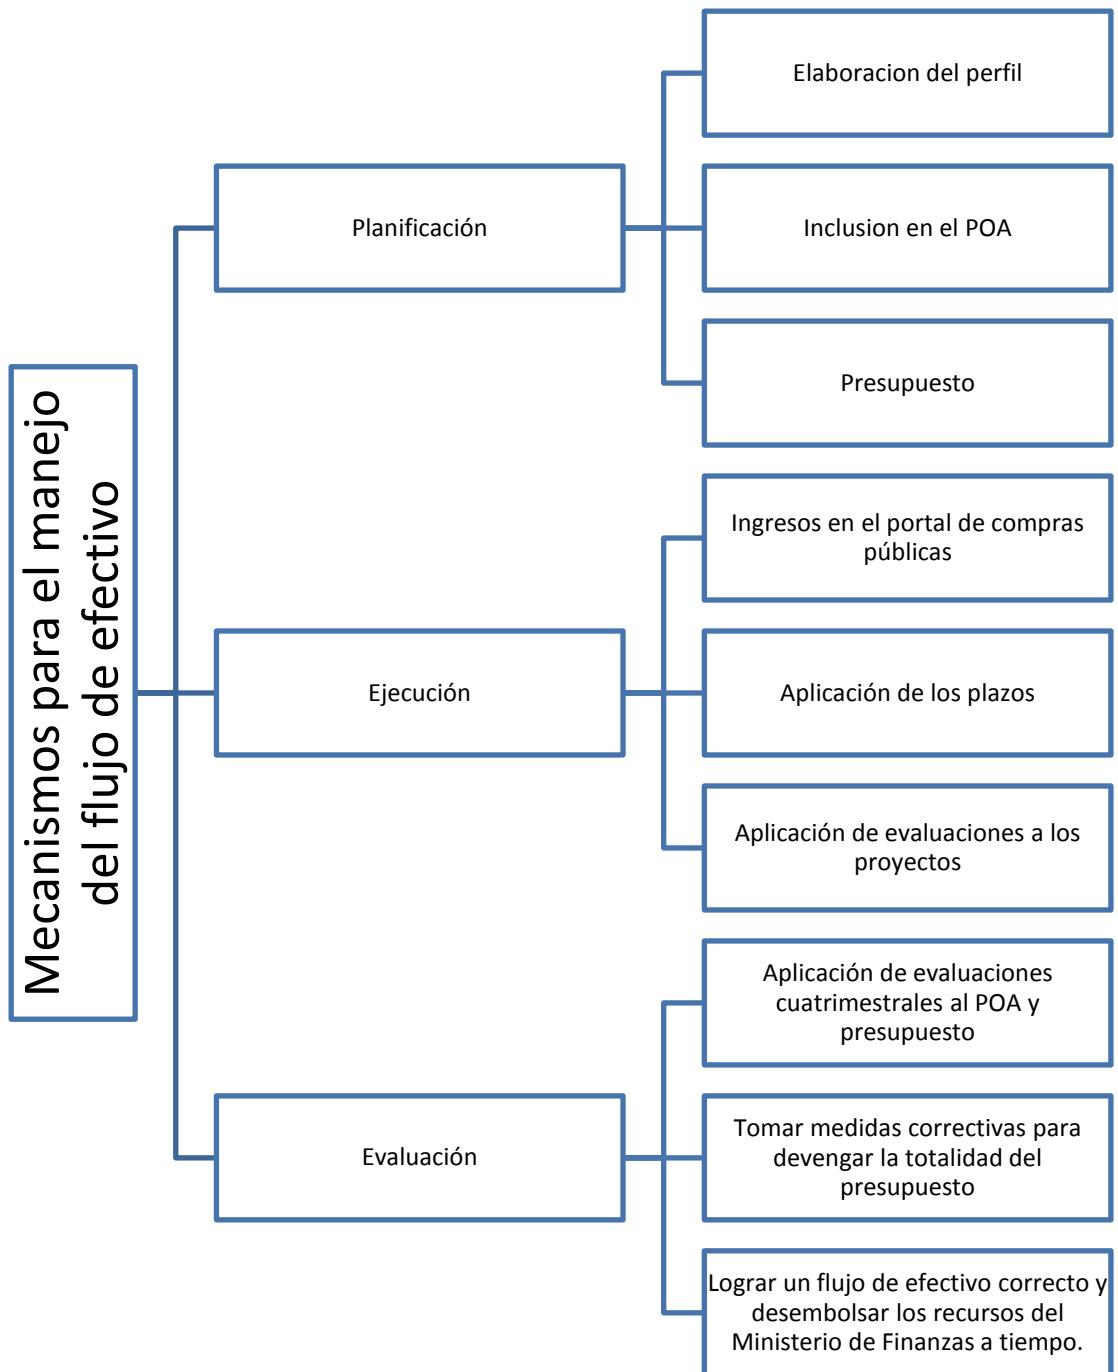 Mecanismos para el manejo
del flujo de efectivo
Planificación
Elaboracion del perfil
Inclusion en el POA
Presupuesto
Ejecución
Ingresos en el portal de compras
públicas
Aplicación de los plazos
Aplicación de evaluaciones a los
proyectos
Evaluación
Aplicación de evaluaciones
cuatrimestrales al POA y
presupuesto
Tomar medidas correctivas para
devengar la totalidad del
presupuesto
Lograr un flujo de efectivo correcto y
desembolsar los recursos del
Ministerio de Finanzas a tiempo.